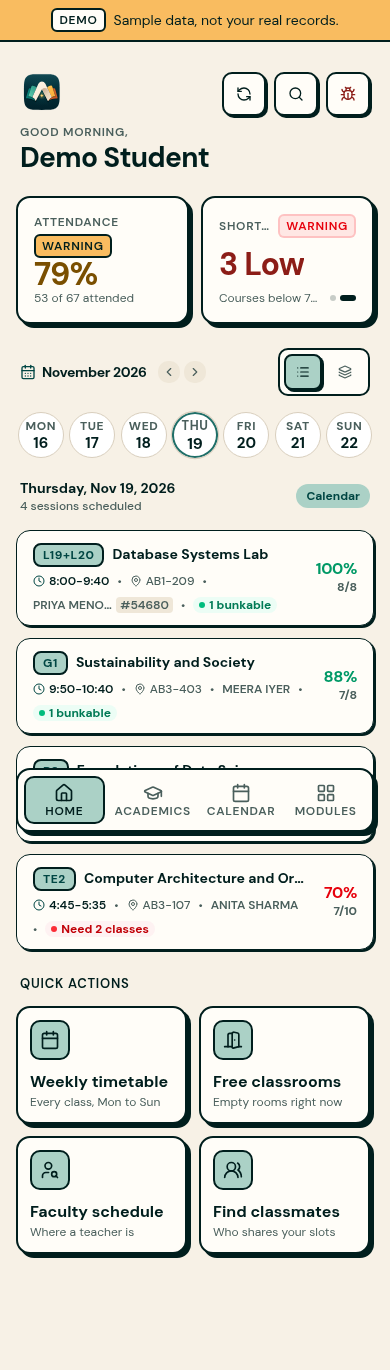 DEMO Sample data, not your real records.
GOOD MORNING,
Demo Student
ATTENDANCE
WARNING
79%
53 of 67 attended
SHORT... WARNING
3 Low
Courses below 7...
November 2026
MON TUE WED THU FRI SAT SUN
16 17 18 19 20 21 22
Thursday, Nov 19, 2026
4 sessions scheduled
Calendar
L19+L20 Database Systems Lab
100%
8:00-9:40 • AB1-209 •
8/8
PRIYA MENO... #54680 • 1 bunkable
G1 Sustainability and Society
88%
9:50-10:40 • AB3-403 • MEERA IYER •
7/8
1 bunkable
HOME ACADEMICS CALENDAR MODULES
TE2 Computer Architecture and Or...
70%
4:45-5:35 • AB3-107 • ANITA SHARMA
7/10
• Need 2 classes
QUICK ACTIONS
Weekly timetable
Every class, Mon to Sun
Free classrooms
Empty rooms right now
Faculty schedule
Where a teacher is
Find classmates
Who shares your slots